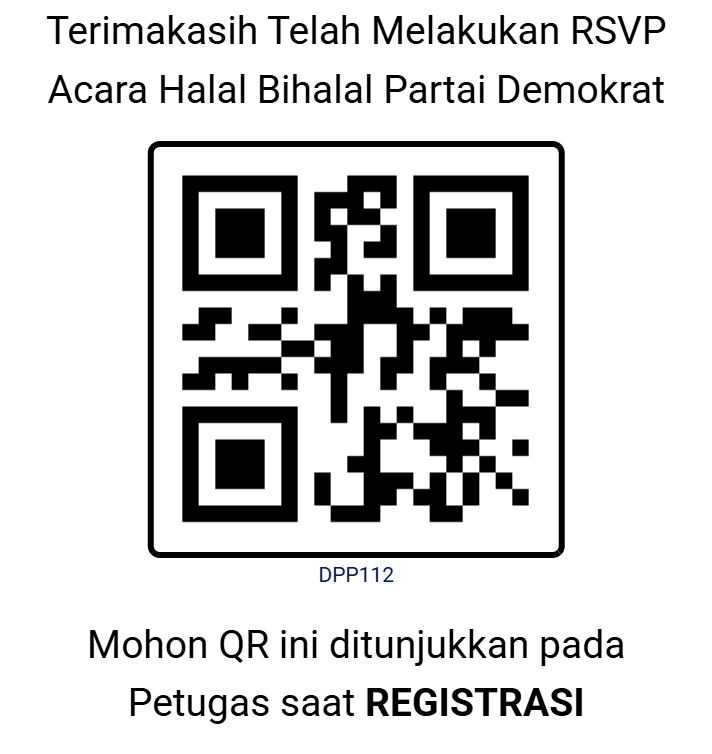 Terimakasih Telah Melakukan RSVP
Acara Halal Bihalal Partai Demokrat
DPP112
Mohon QR ini ditunjukkan pada
Petugas saat REGISTRASI